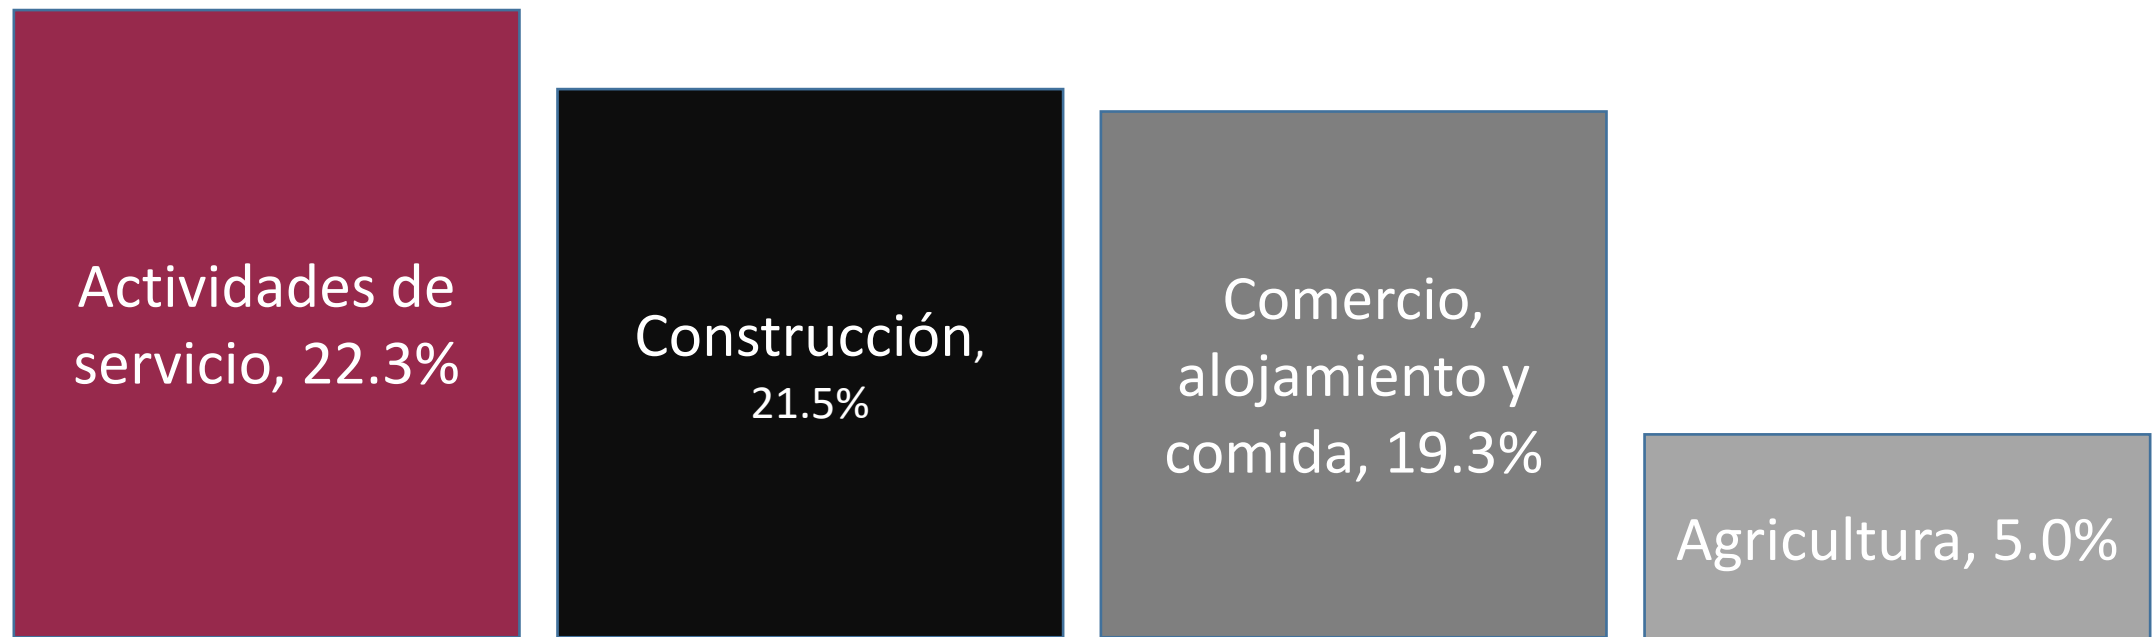 Actividades de
servicio, 22.3%
Construcción,
21.5%
Comercio,
alojamiento y
comida, 19.3%
Agricultura, 5.0%